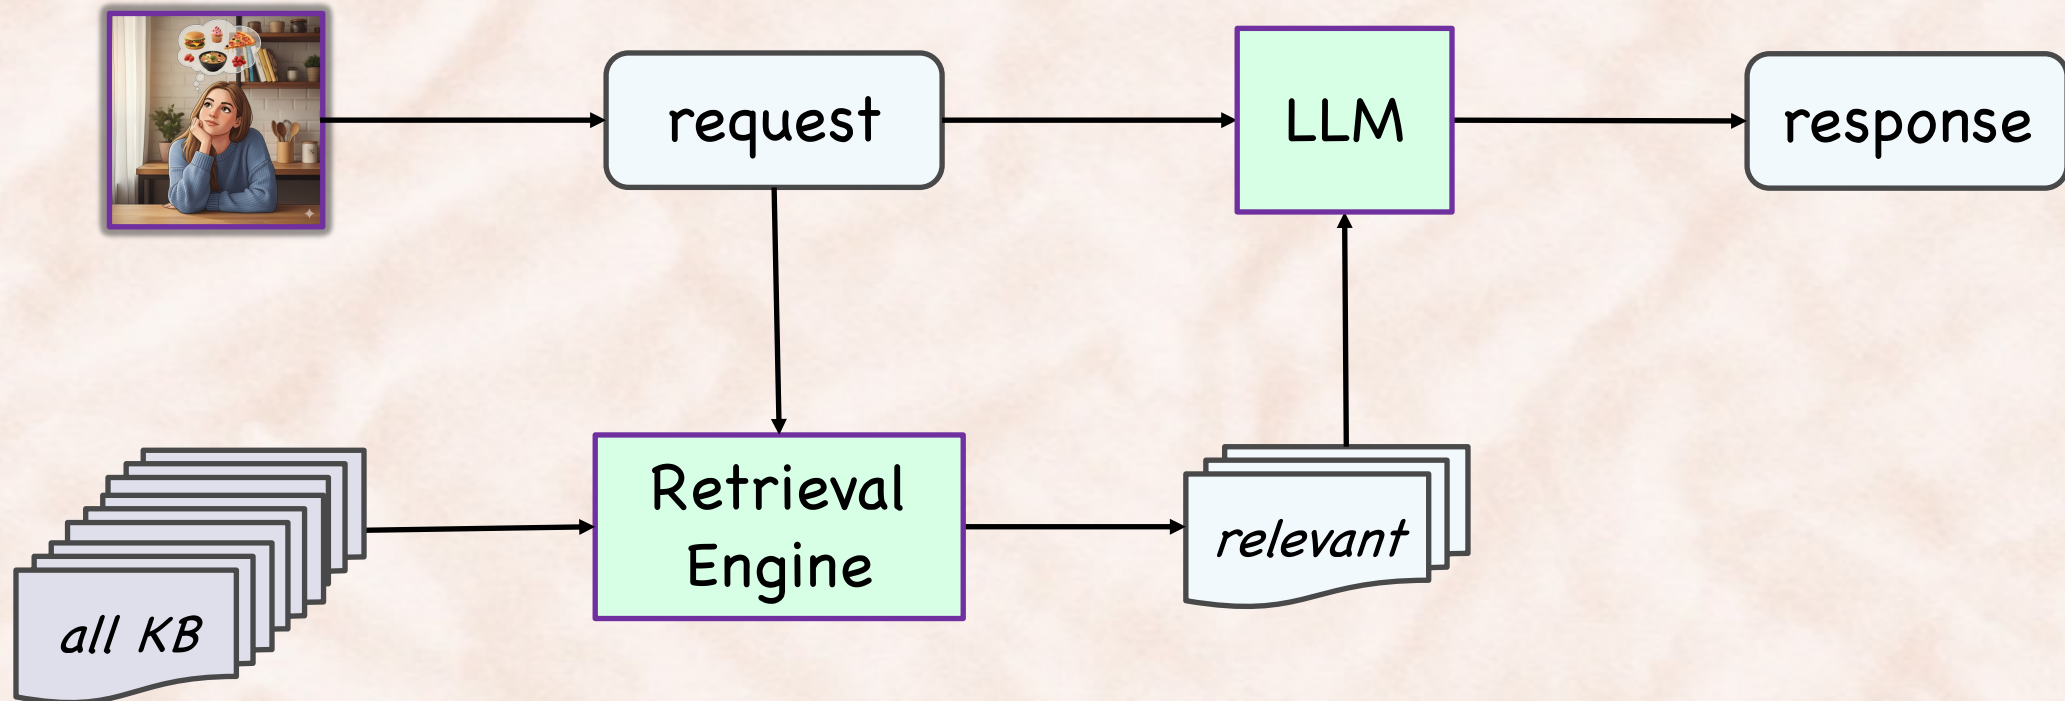 request
LLM
response
Retrieval
Engine
relevant
all KB